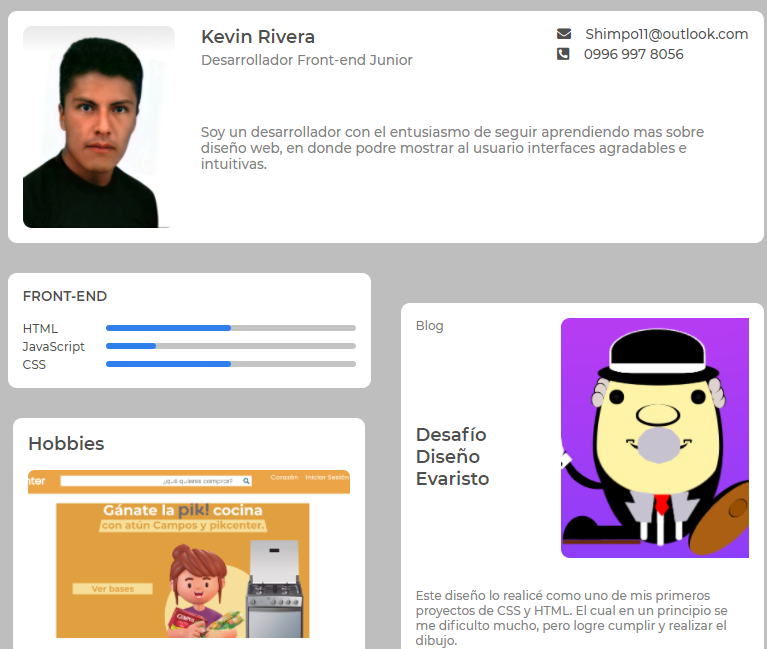 Kevin Rivera
Desarrollador Front-end Junior
Shimpo11@outlook.com
0996 997 8056
Soy un desarrollador con el entusiasmo de seguir aprendiendo mas sobre
diseño web, en donde podre mostrar al usuario interfaces agradables e
intuitivas.
FRONT-END
HTML
JavaScript
CSS
Blog
Desafío
Diseño
Evaristo
Este diseño lo realicé como uno de mis primeros
proyectos de CSS y HTML. El cual en un principio se
me dificulto mucho, pero logre cumplir y realizar el
dibujo.
Hobbies
nter
¿qué quieres comprar?
Corazón Iniciar Sesión
Gánate la pik! cocina
con atún Campos y pikcenter.
Ver bases